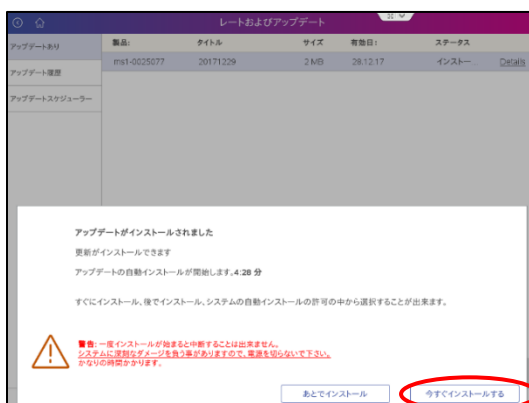 レートおよびアップデート
アップデートあり
アップデート履歴
アップデートスケジューラー
製品: タイトル サイズ 有効日: ステータス
ms1-0025077 20171229 2 MB 28.12.17 インストー... Details
アップデートがインストールされました
更新がインストールできます
アップデートの自動インストールが開始します。4:28 分
すぐにインストール、後でインストール、システムの自動インストールの許可の中から選択することが出来ます。
警告: 一度インストールが始まると中断することは出来ません。
システムに深刻なダメージを負う事がありますので、電源を切らないで下さい。
かなりの時間かかります。
あとでインストール 今すぐインストールする